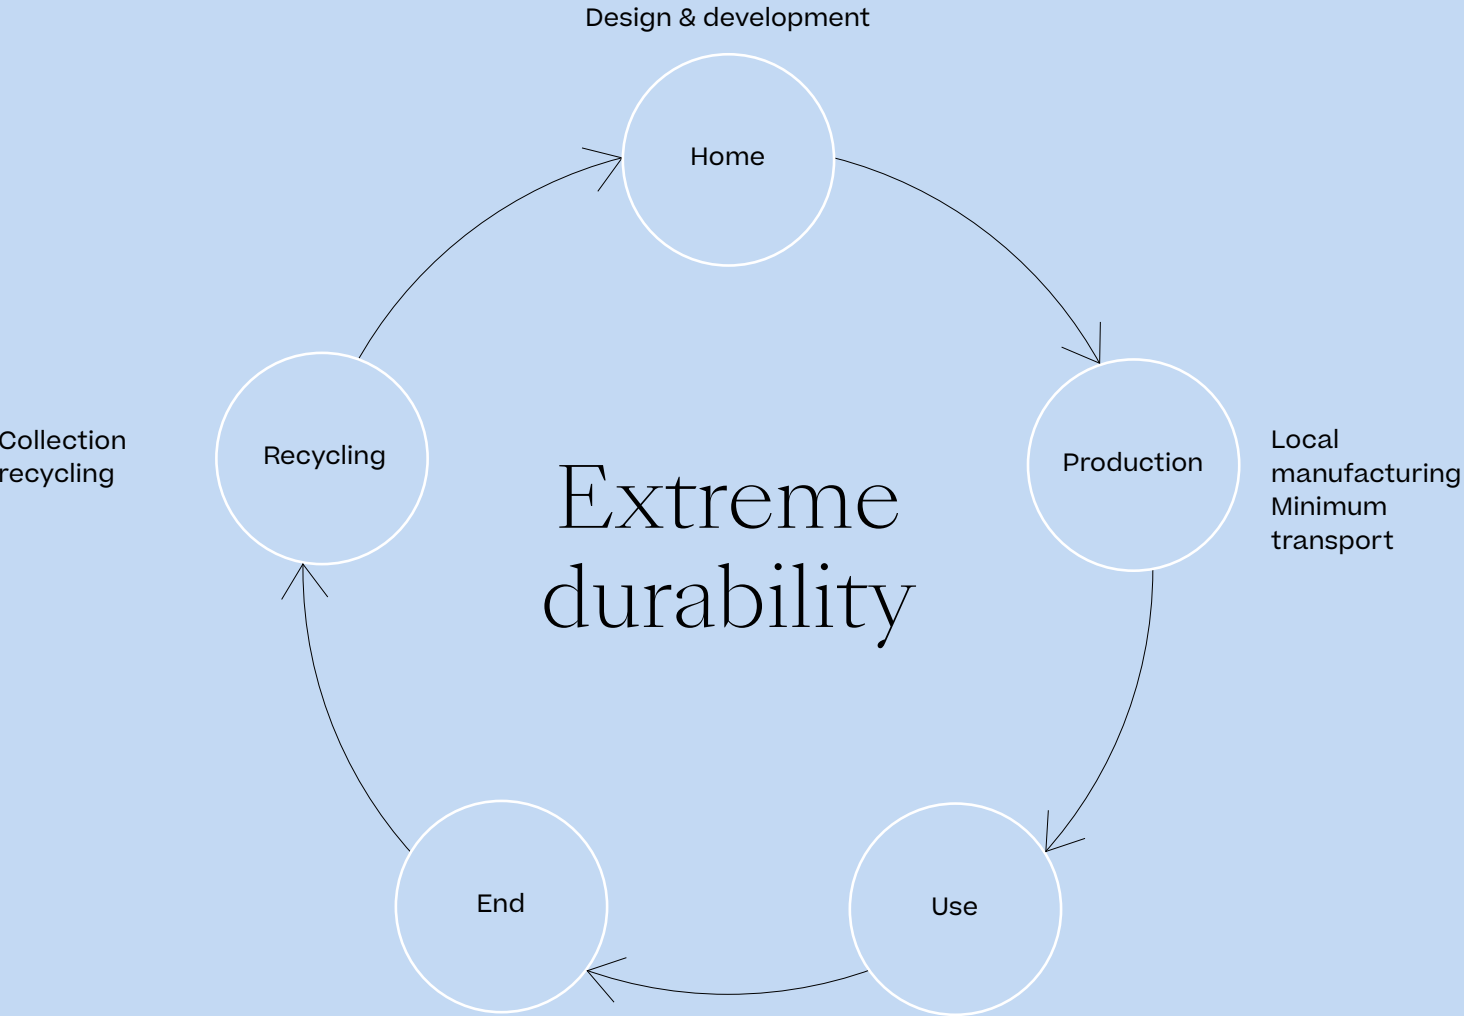 Design & development
Home
Recycling
Production
Collection
recycling
Local
manufacturing
Minimum
transport
Extreme
durability
End
Use